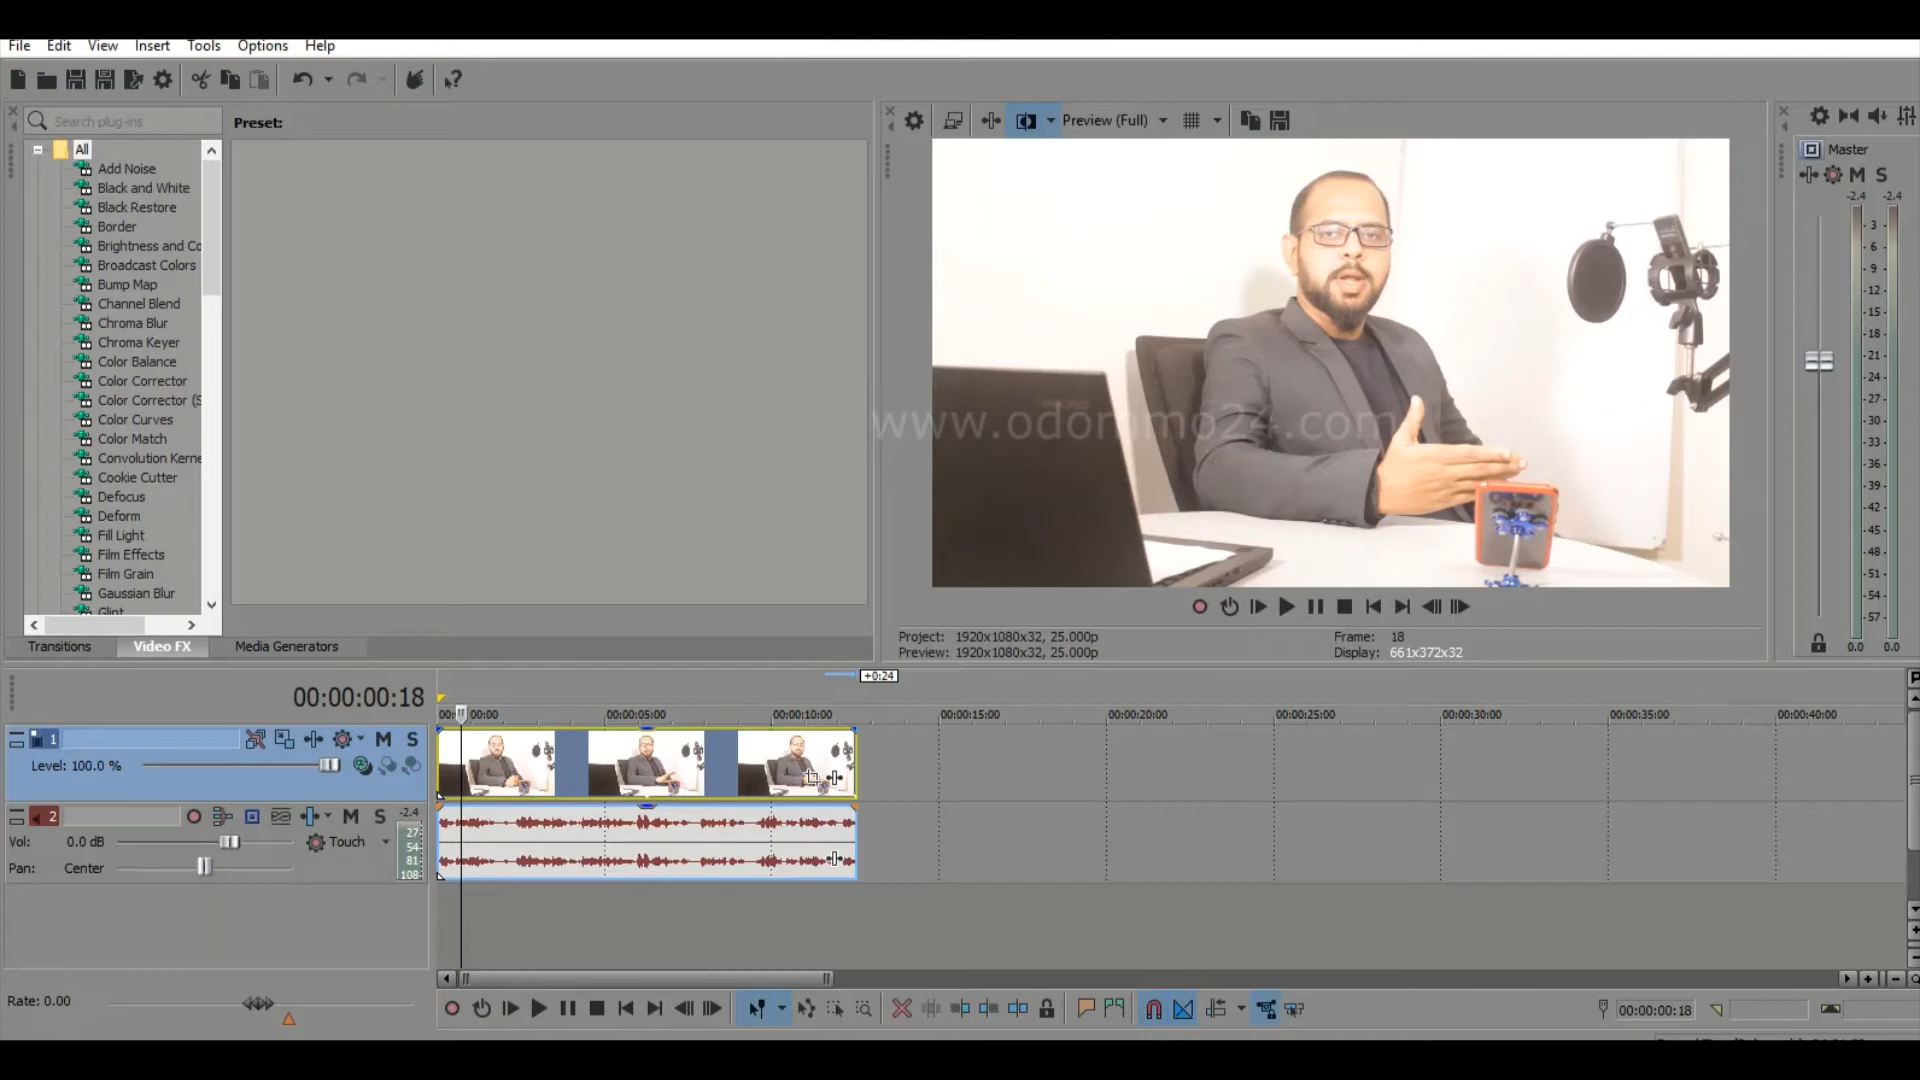 File Edit View Insert Tools Options Help
Search plug-ins
Preset:
All
Add Noise
Black and White
Black Restore
Border
Brightness and Co
Broadcast Colors
Bump Map
Channel Blend
Chroma Blur
Chroma Keyer
Color Balance
Color Corrector
Color Corrector (S
Color Curves
Color Match
Convolution Kerne
Cookie Cutter
Defocus
Deform
Fill Light
Film Effects
Film Grain
Gaussian Blur
Glint
Transitions Video FX Media Generators
Preview (Full)
www.odommo24.com
Project: 1920x1080x32, 25.000p
Preview: 1920x1080x32, 25.000p
Frame: 18
Display: 661x372x32
Master
M S
-2.4 -2.4
3
6
9
12
15
18
21
24
27
30
33
36
39
42
45
48
51
54
57
0.0 0.0
00:00:00:18
+0:24
00:00:05:00 00:00:10:00 00:00:15:00 00:00:20:00 00:00:25:00 00:00:30:00 00:00:35:00 00:00:40:00
1 M S
Level: 100.0 %
2 M S -2.4
Vol: 0.0 dB Touch
Pan: Center
27
54
81
108
Rate: 0.00
00:00:00:18